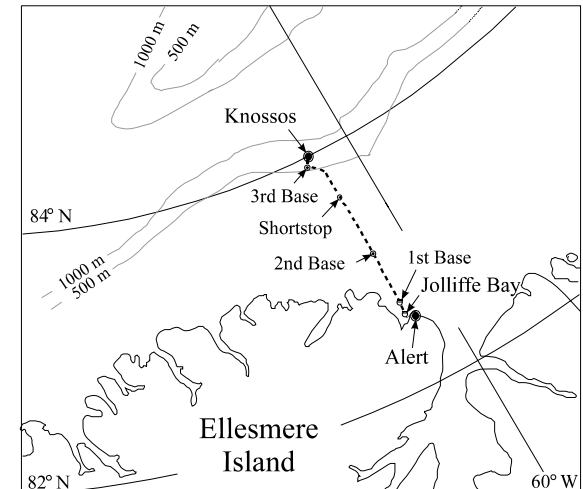 1000 m
500 m
Knossos
3rd Base
84° N
Shortstop
2nd Base
1st Base
1000 m
500 m
Jolliffe Bay
Alert
Ellesmere
Island
82° N
60° W